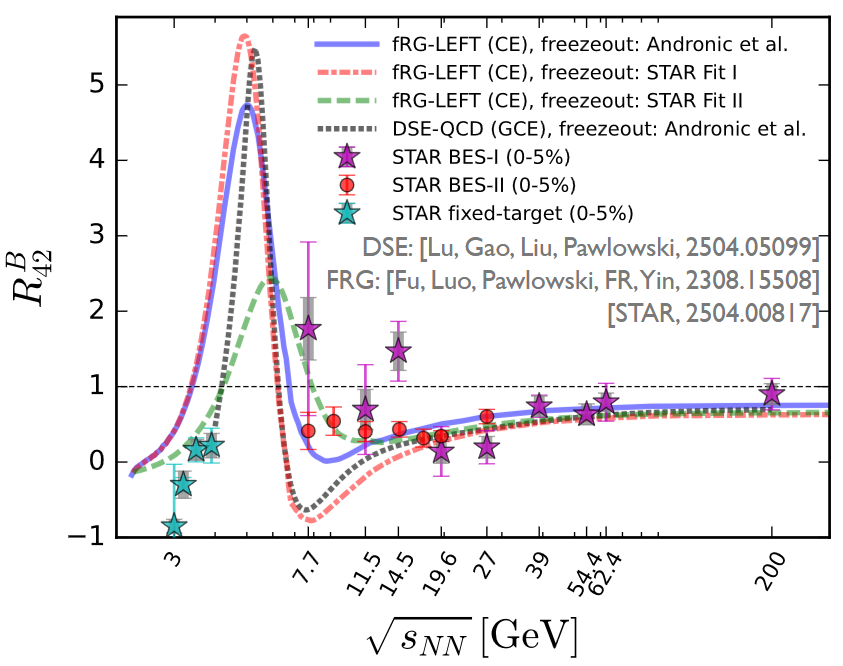 fRG-LEFT (CE), freezeout: Andronic et al.
fRG-LEFT (CE), freezeout: STAR Fit I
fRG-LEFT (CE), freezeout: STAR Fit II
DSE-QCD (GCE), freezeout: Andronic et al.
STAR BES-I (0-5%)
STAR BES-II (0-5%)
STAR fixed-target (0-5%)
DSE: [Lu, Gao, Liu, Pawlowski, 2504.05099]
FRG: [Fu, Luo, Pawlowski, FR, Yin, 2308.15508]
[STAR, 2504.00817]
R_{42}^{B}
5
4
3
2
1
0
−1
3 7.7 11.5 14.5 19.6 27 39 54.4 62.4 200
√s_{NN} [GeV]